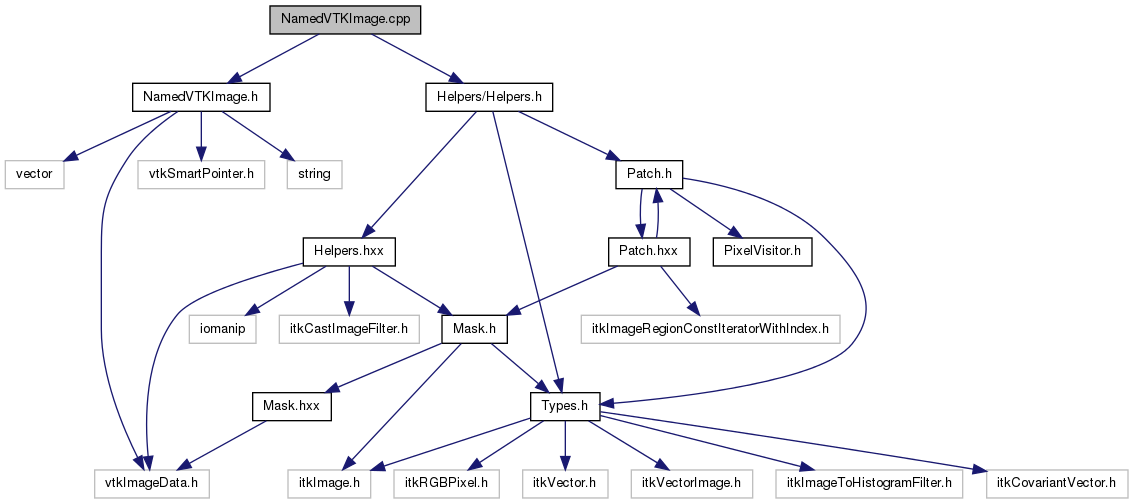 NamedVTKImage.cpp
NamedVTKImage.h
Helpers/Helpers.h
vector
vtkSmartPointer.h
string
Patch.h
Helpers.hxx
Patch.hxx
PixelVisitor.h
iomanip
itkCastImageFilter.h
Mask.h
itkImageRegionConstIteratorWithIndex.h
Mask.hxx
Types.h
vtkImageData.h
itkImage.h
itkRGBPixel.h
itkVector.h
itkVectorImage.h
itkImageToHistogramFilter.h
itkCovariantVector.h